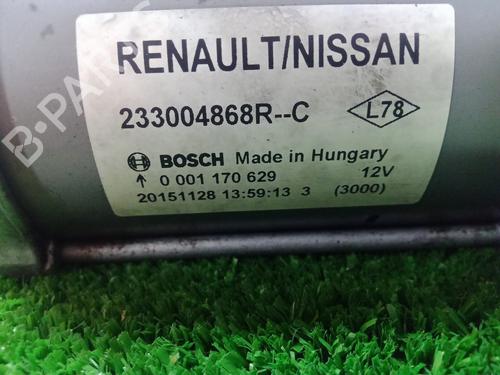 RENAULT/NISSAN
233004868R--C L78
BOSCH Made in Hungary
↑ 0 001 170 629 12V
20151128 13:59:13 3 (3000)
B-PARTS